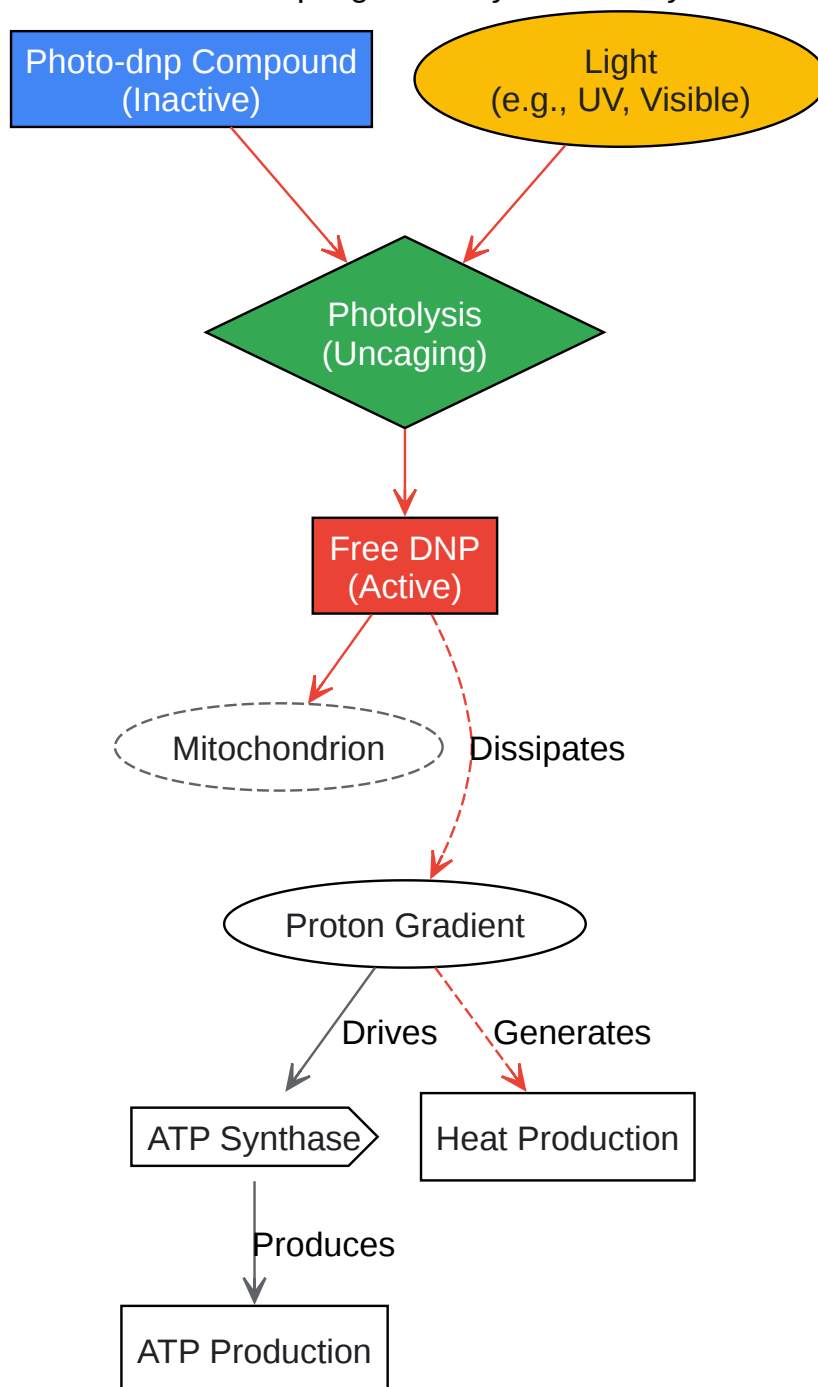 Photo-dnp Compound
(Inactive)
Light
(e.g., UV, Visible)
Photolysis
(Uncaging)
Free DNP
(Active)
Mitochondrion
Dissipates
Proton Gradient
Drives
Generates
ATP Synthase
Heat Production
Produces
ATP Production